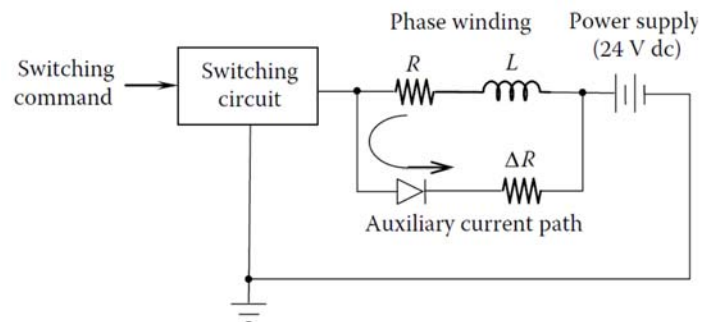 Phase winding
Power supply
(24 V dc)
Switching
command
Switching
circuit
R
L
ΔR
Auxiliary current path